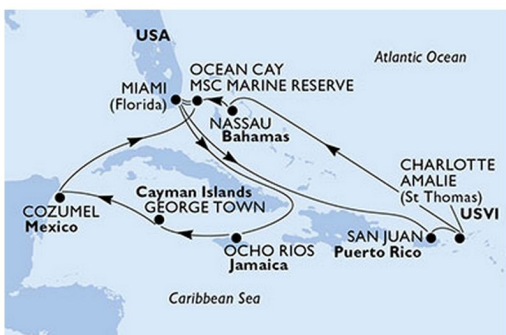 USA
Atlantic Ocean
OCEAN CAY
MSC MARINE RESERVE
MIAMI
(Florida)
NASSAU
Bahamas
CHARLOTTE
AMALIE
(St Thomas)
USVI
Cayman Islands
GEORGE TOWN
COZUMEL
Mexico
SAN JUAN
Puerto Rico
OCHO RIOS
Jamaica
Caribbean Sea